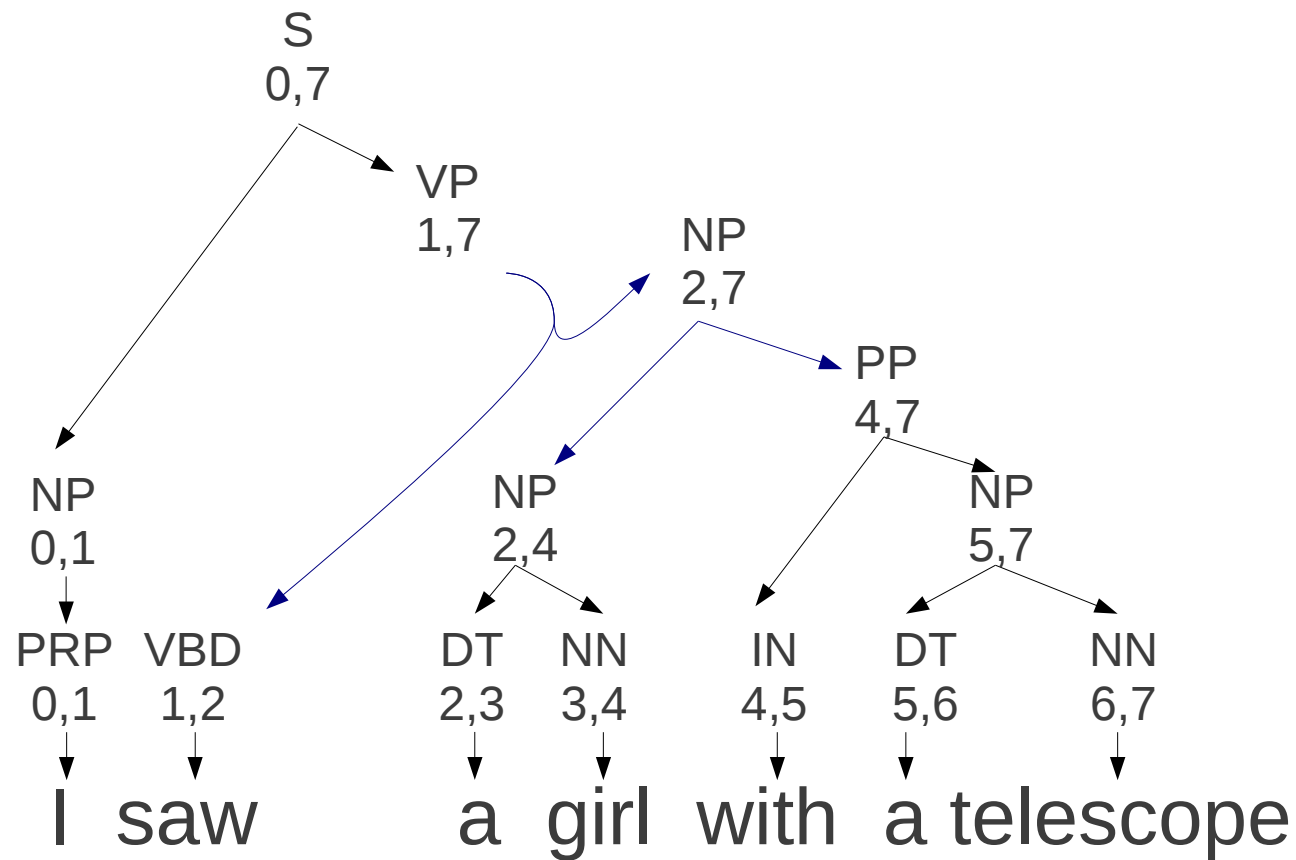 S
0,7
VP
1,7
NP
2,7
PP
4,7
NP
0,1
NP
2,4
NP
5,7
PRP VBD DT NN IN DT NN
0,1 1,2 2,3 3,4 4,5 5,6 6,7
I saw a girl with a telescope